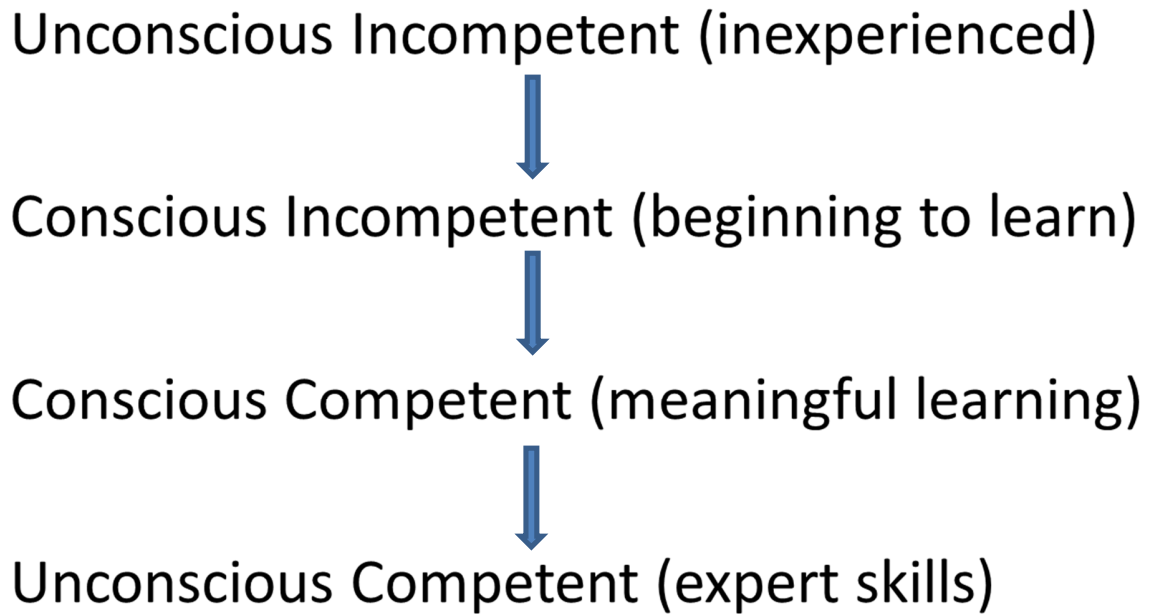 Unconscious Incompetent (inexperienced)
Conscious Incompetent (beginning to learn)
Conscious Competent (meaningful learning)
Unconscious Competent (expert skills)